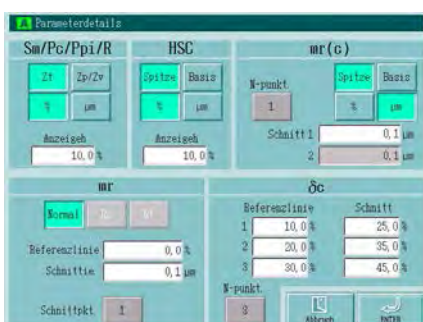 A Parameterdetails
Sm/Pc/Ppi/R
Zt Zp/Zv
% μm
Anzeigeh
10,0 %
HSC
Spitze Basis
% μm
Anzeigeh
10,0 %
mr(c)
N-punkt Spitze Basis
1 % μm
Schnitt 1 0,1 μm
2 0,1 μm
mr
Normal
Referenzlinie 0,0 %
Schnittie 0,1 μm
Schnittpkt 1
δc
Referenzlinie Schnitt
1 10,0 % 25,0 %
2 20,0 % 35,0 %
3 30,0 % 45,0 %
N-punkt
3
Abbruch ENTER